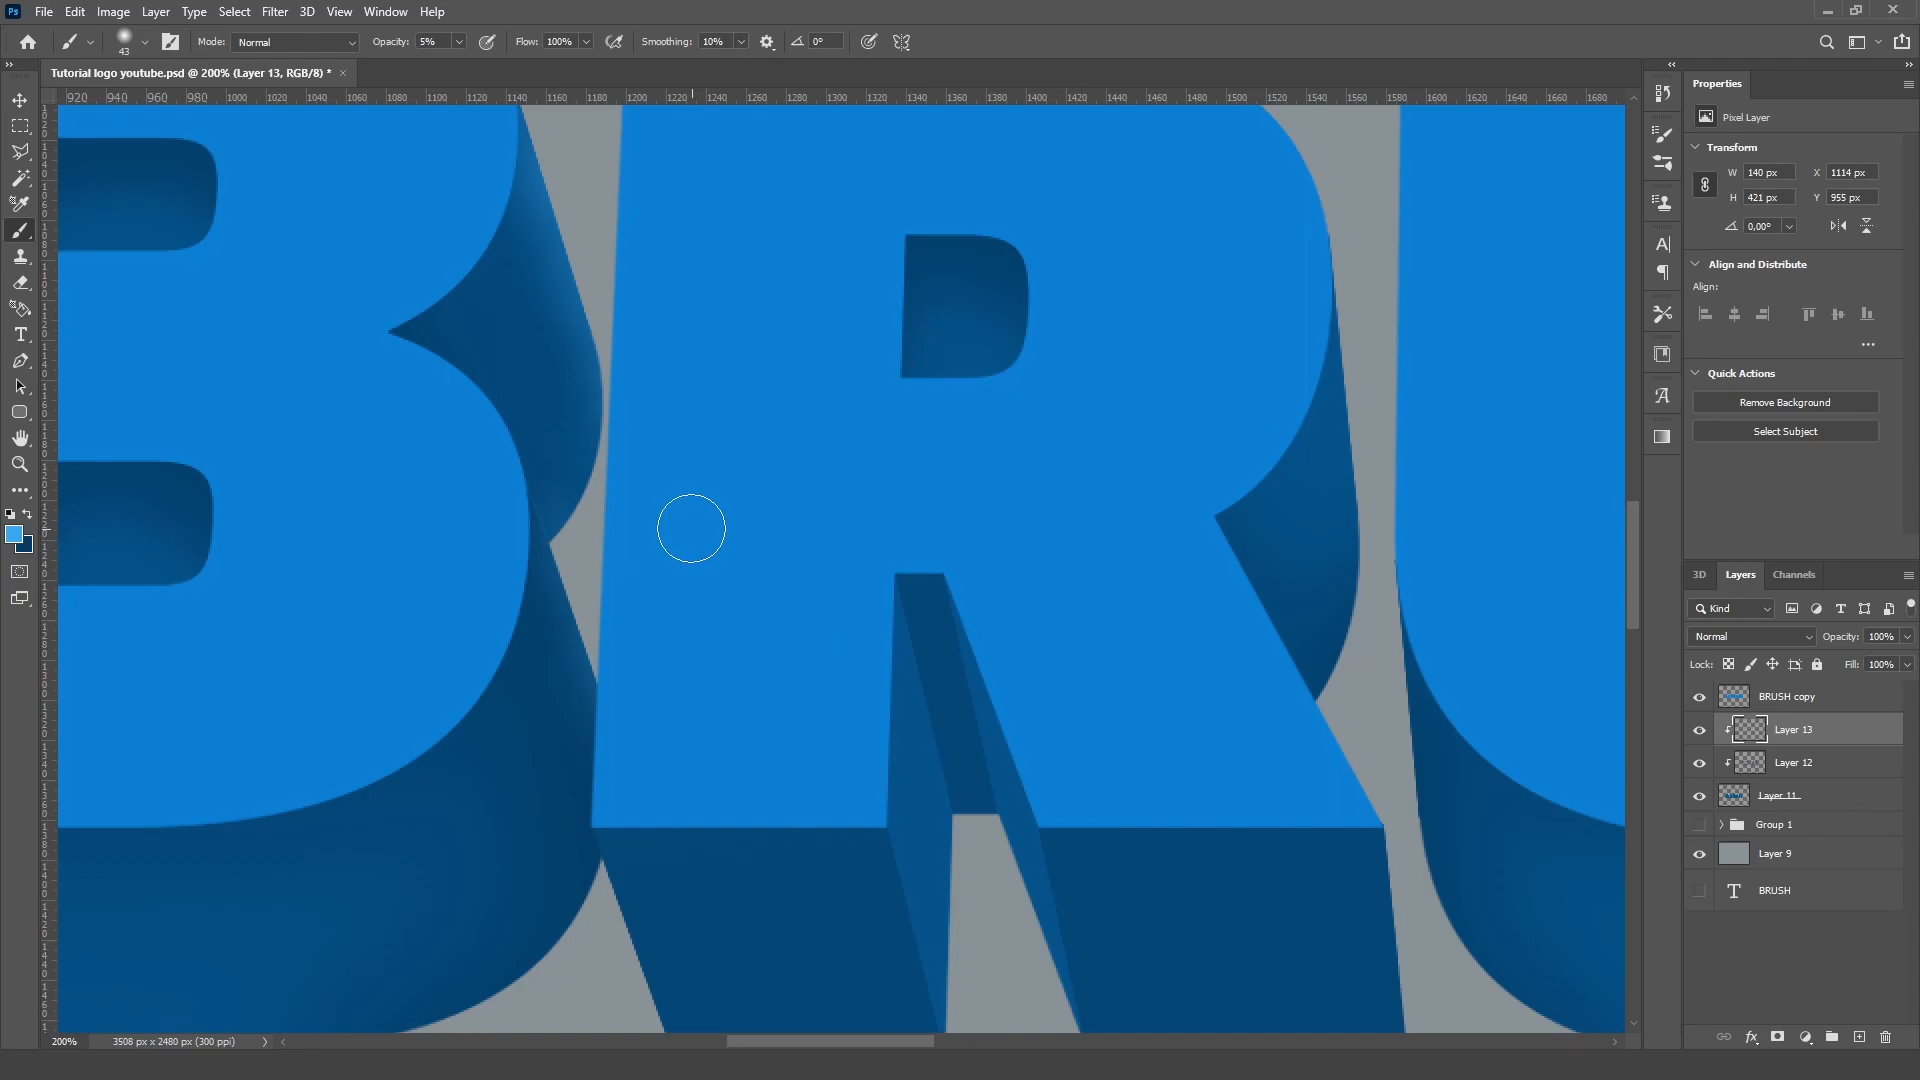 Ps File Edit Image Layer Type Select Filter 3D View Window Help
43 Mode: Normal Opacity: 5% Flow: 100% Smoothing: 10% 0°
Tutorial logo youtube.psd @ 200% (Layer 13, RGB/8) * ×
920 940 960 980 1000 1020 1040 1060 1080 1100 1120 1140 1160 1180 1200 1220 1240 1260 1280 1300 1320 1340 1360 1380 1400 1420 1440 1460 1480 1500 1520 1540 1560 1580 1600 1620 1640 1660 1680
BRU
Properties
Pixel Layer
Transform
W 140 px X 1114 px
H 421 px Y 955 px
0,00°
Align and Distribute
Align:
Quick Actions
Remove Background
Select Subject
3D Layers Channels
Kind
Normal Opacity: 100%
Lock: Fill: 100%
BRUSH copy
Layer 13
Layer 12
Layer 11
Group 1
Layer 9
BRUSH
200% 3508 px x 2480 px (300 ppi)